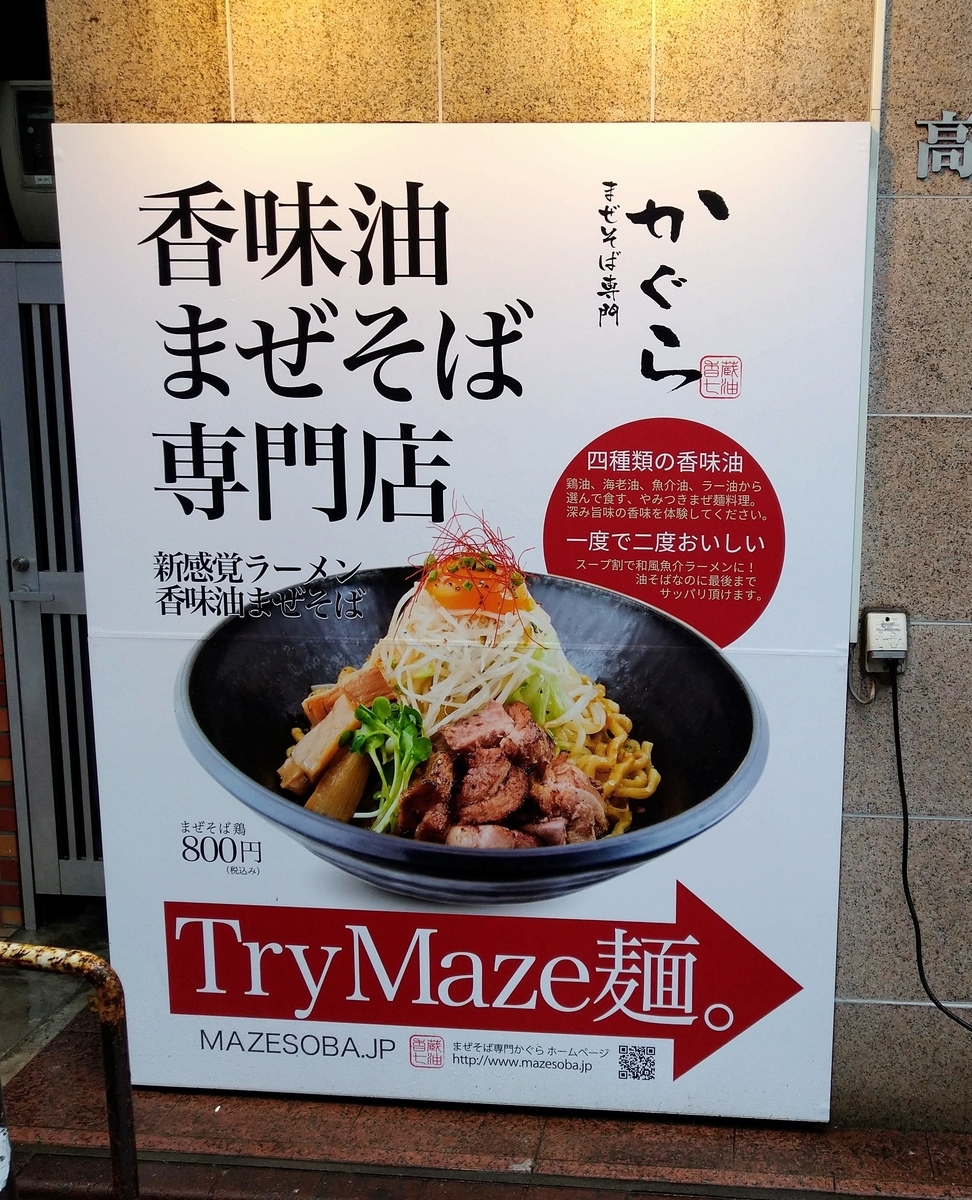 香味油
まぜそば
専門店
かぐら
まぜそば専門
香蔵
七油
高
四種類の香味油
鶏油、海老油、魚介油、ラー油から
選んで食す、やみつきまぜ麺料理。
深み旨味の香味を体験してください。
一度で二度おいしい
スープ割で和風魚介ラーメンに！
油そばなのに最後まで
サッパリ頂けます。
新感覚ラーメン
香味油まぜそば
まぜそば鶏
800円
(税込み)
TryMaze麺。
MAZESOBA.JP
香蔵
七油
まぜそば専門かぐら ホームページ
http://www.mazesoba.jp